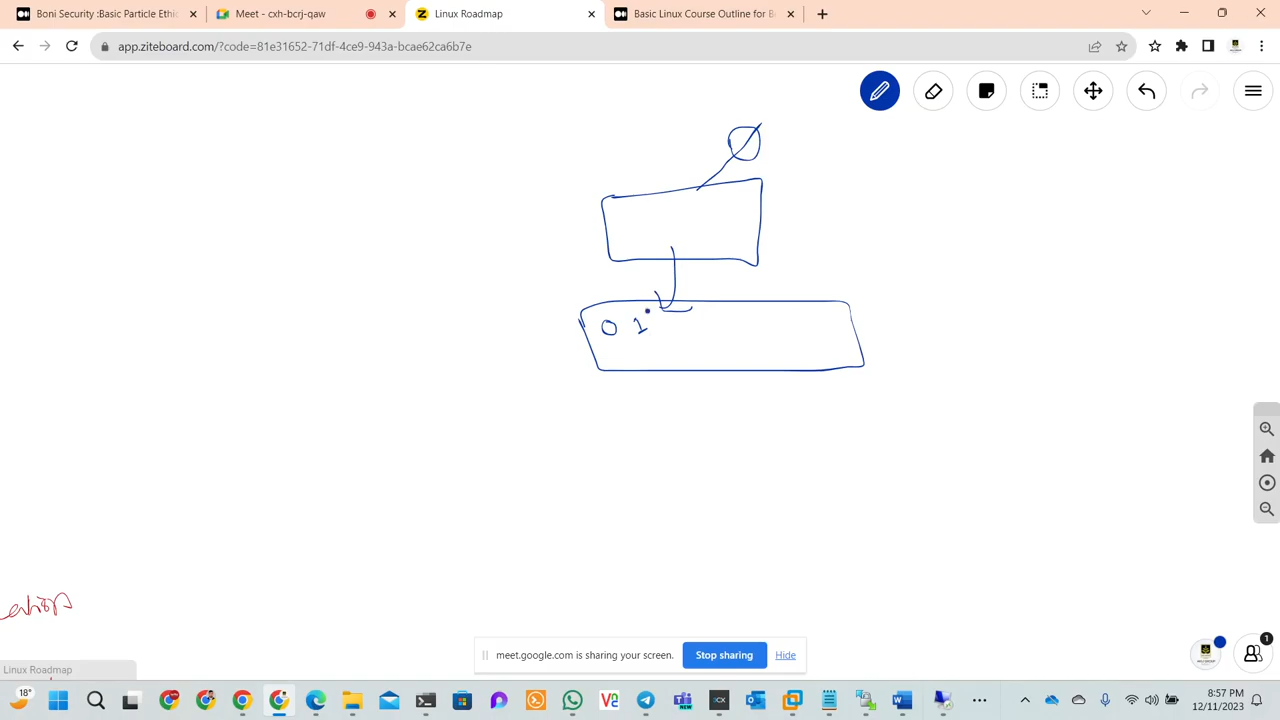 Boni Security :Basic Particle Ethic
Meet - cxh-bcrj-qaw
Linux Roadmap
Basic Linux Course Outline for B
app.ziteboard.com/?code=81e31652-71df-4ce9-943a-bcae62ca6b7e
0 1
Linux Roadmap
meet.google.com is sharing your screen.
Stop sharing
Hide
1
18°
8:57 PM
12/11/2023